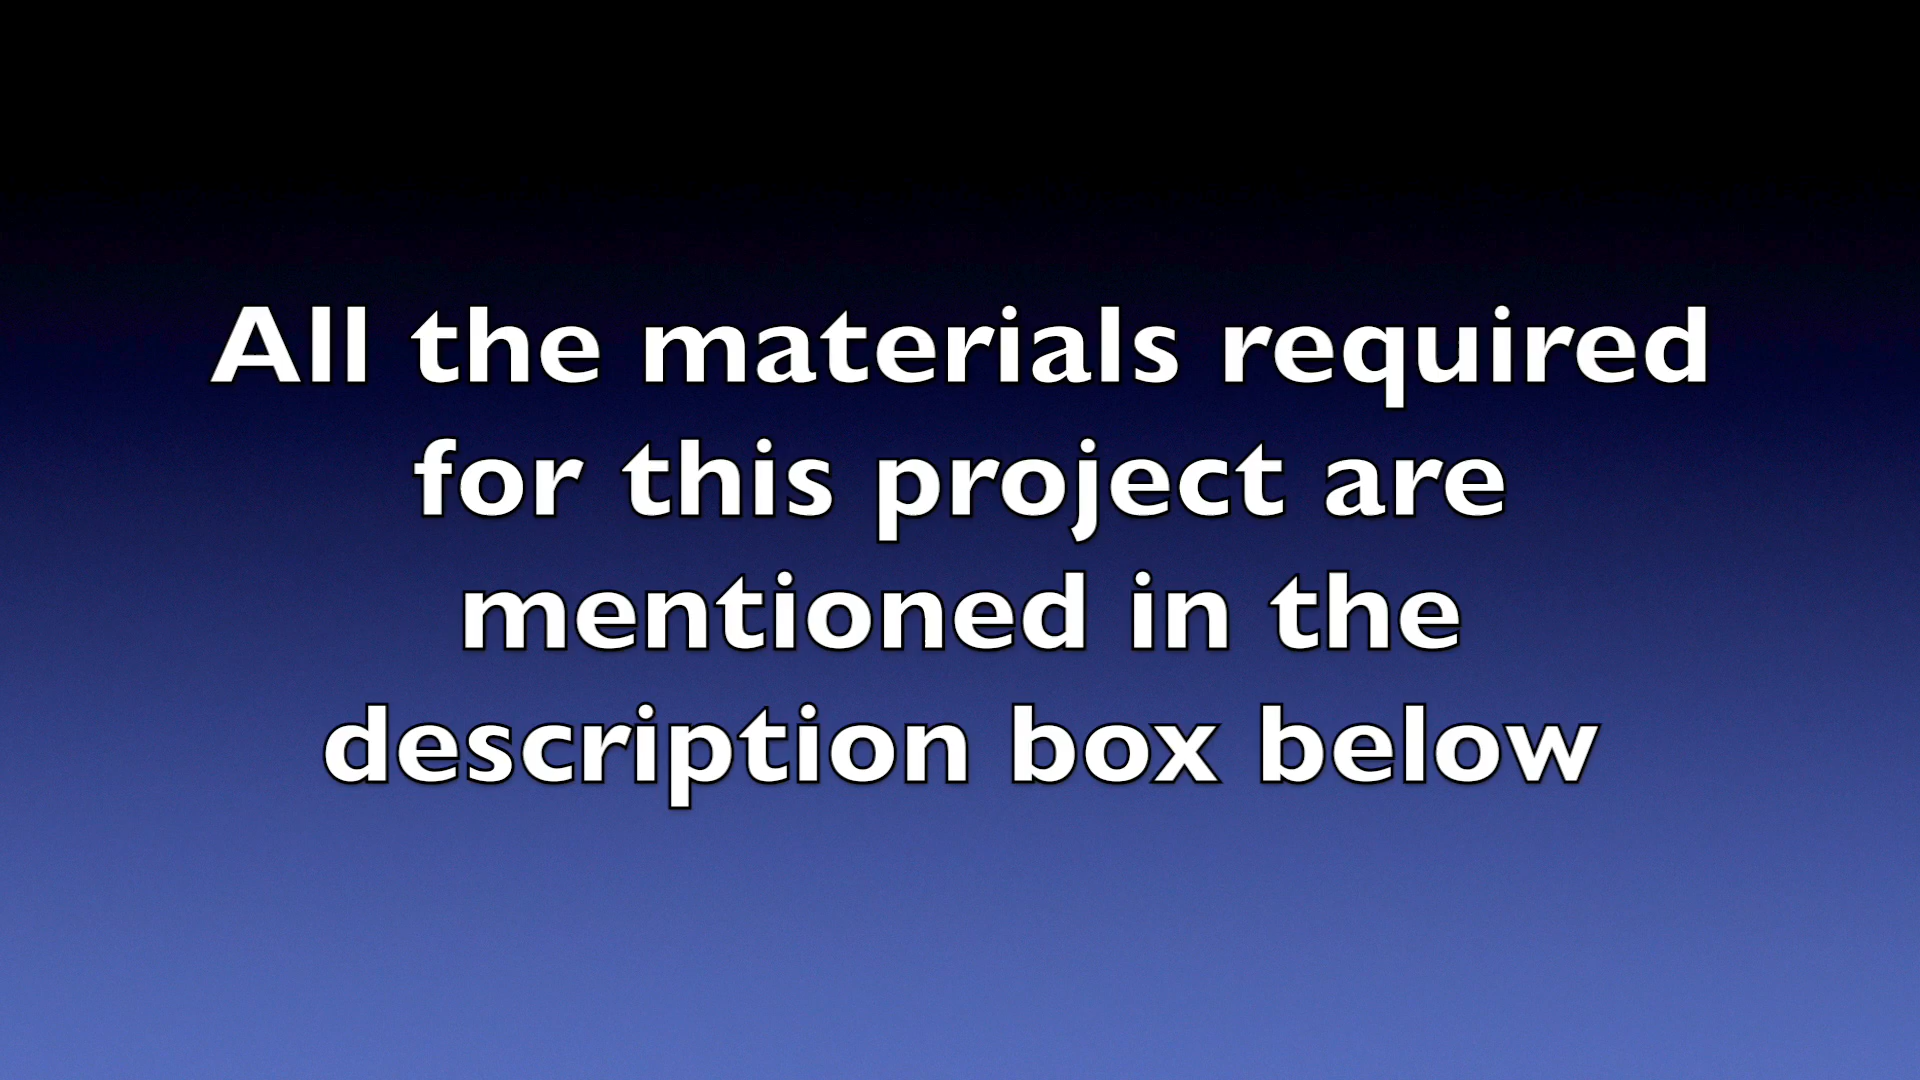 All the materials required
for this project are
mentioned in the
description box below